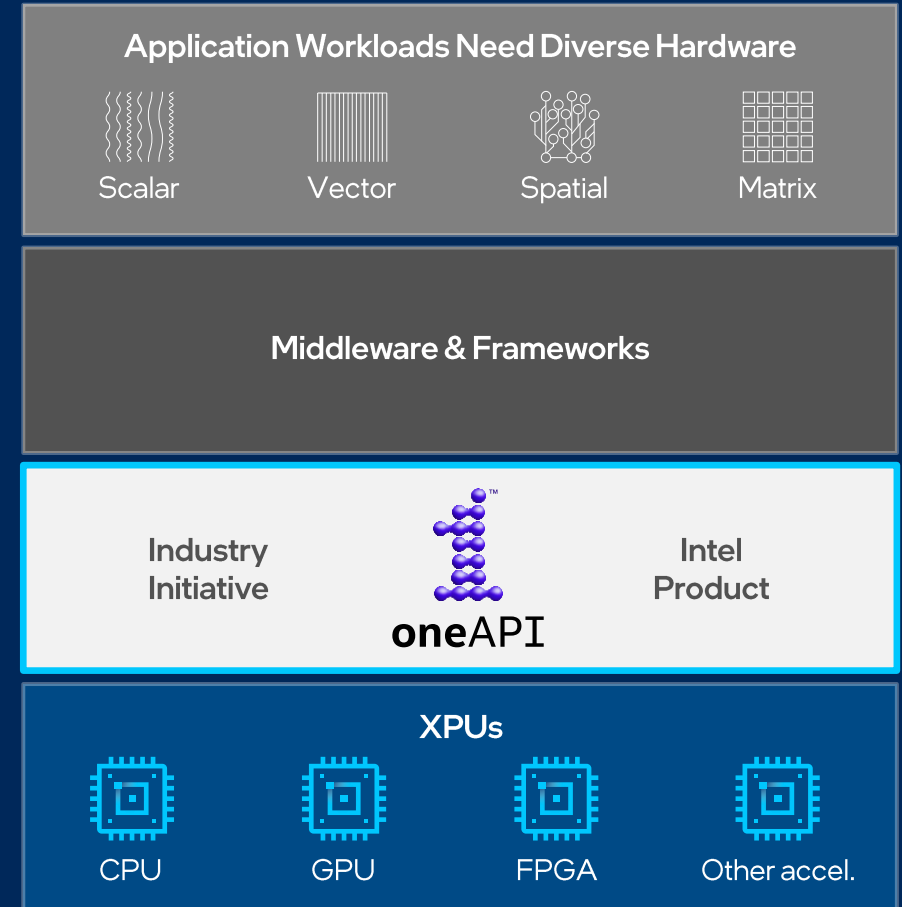 Application Workloads Need Diverse Hardware
Scalar
Vector
Spatial
Matrix
Middleware & Frameworks
Industry
Initiative
™
oneAPI
Intel
Product
XPUs
CPU
GPU
FPGA
Other accel.